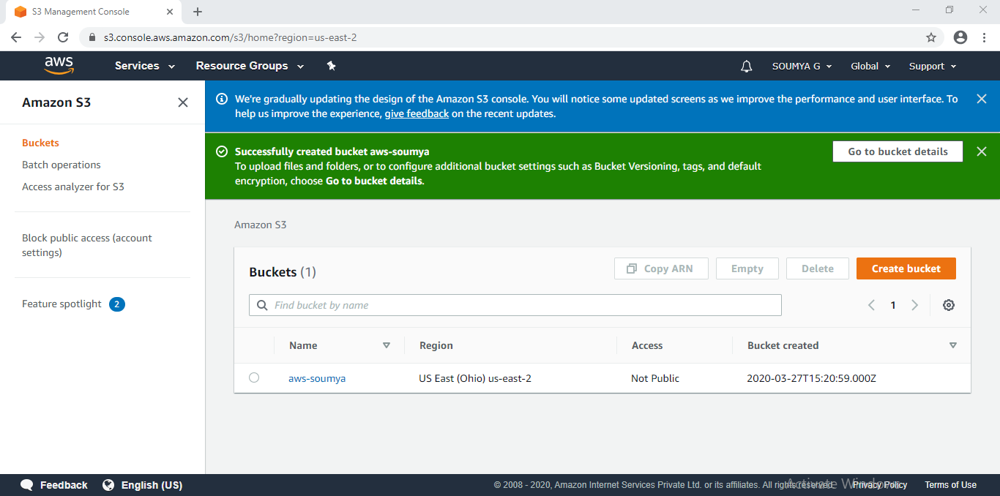 S3 Management Console
s3.console.aws.amazon.com/s3/home?region=us-east-2
aws
Services
Resource Groups
SOUMYA G
Global
Support
Amazon S3
Buckets
Batch operations
Access analyzer for S3
Block public access (account
settings)
Feature spotlight 2
We're gradually updating the design of the Amazon S3 console. You will notice some updated screens as we improve the performance and user interface. To
help us improve the experience, give feedback on the recent updates.
Successfully created bucket aws-soumya
To upload files and folders, or to configure additional bucket settings such as Bucket Versioning, tags, and default
encryption, choose Go to bucket details.
Go to bucket details
Amazon S3
Buckets (1)
Copy ARN
Empty
Delete
Create bucket
Find bucket by name
1
Name
Region
Access
Bucket created
aws-soumya
US East (Ohio) us-east-2
Not Public
2020-03-27T15:20:59.000Z
Feedback
English (US)
© 2008 - 2020, Amazon Internet Services Private Ltd. or its affiliates. All rights reserved.
Activate Windows
Privacy Policy
Terms of Use